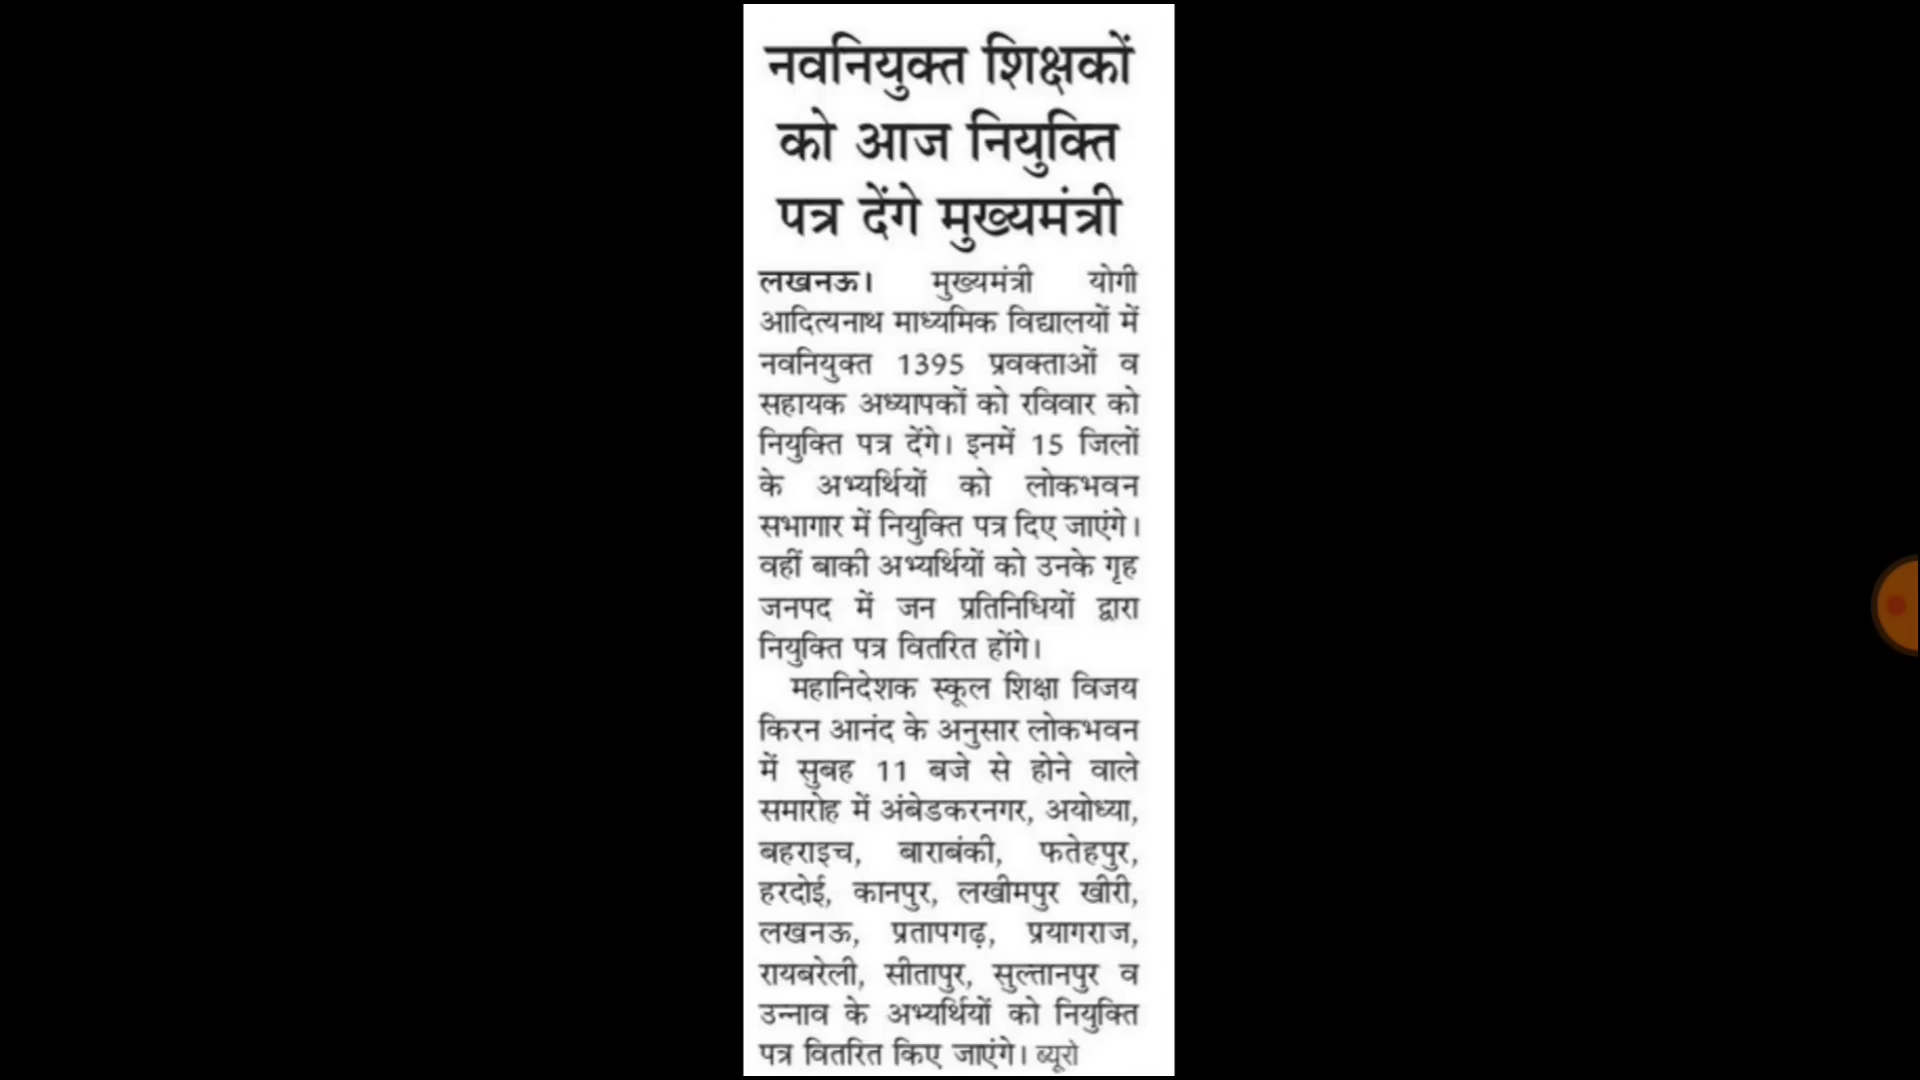 नवनियुक्त शिक्षकों
को आज नियुक्ति
पत्र देंगे मुख्यमंत्री
लखनऊ। मुख्यमंत्री योगी
आदित्यनाथ माध्यमिक विद्यालयों में
नवनियुक्त 1395 प्रवक्ताओं व
सहायक अध्यापकों को रविवार को
नियुक्ति पत्र देंगे। इनमें 15 जिलों
के अभ्यर्थियों को लोकभवन
सभागार में नियुक्ति पत्र दिए जाएंगे।
वहीं बाकी अभ्यर्थियों को उनके गृह
जनपद में जन प्रतिनिधियों द्वारा
नियुक्ति पत्र वितरित होंगे।
महानिदेशक स्कूल शिक्षा विजय
किरन आनंद के अनुसार लोकभवन
में सुबह 11 बजे से होने वाले
समारोह में अंबेडकरनगर, अयोध्या,
बहराइच, बाराबंकी, फतेहपुर,
हरदोई, कानपुर, लखीमपुर खीरी,
लखनऊ, प्रतापगढ़, प्रयागराज,
रायबरेली, सीतापुर, सुल्तानपुर व
उन्नाव के अभ्यर्थियों को नियुक्ति
पत्र वितरित किए जाएंगे। ब्यूरो